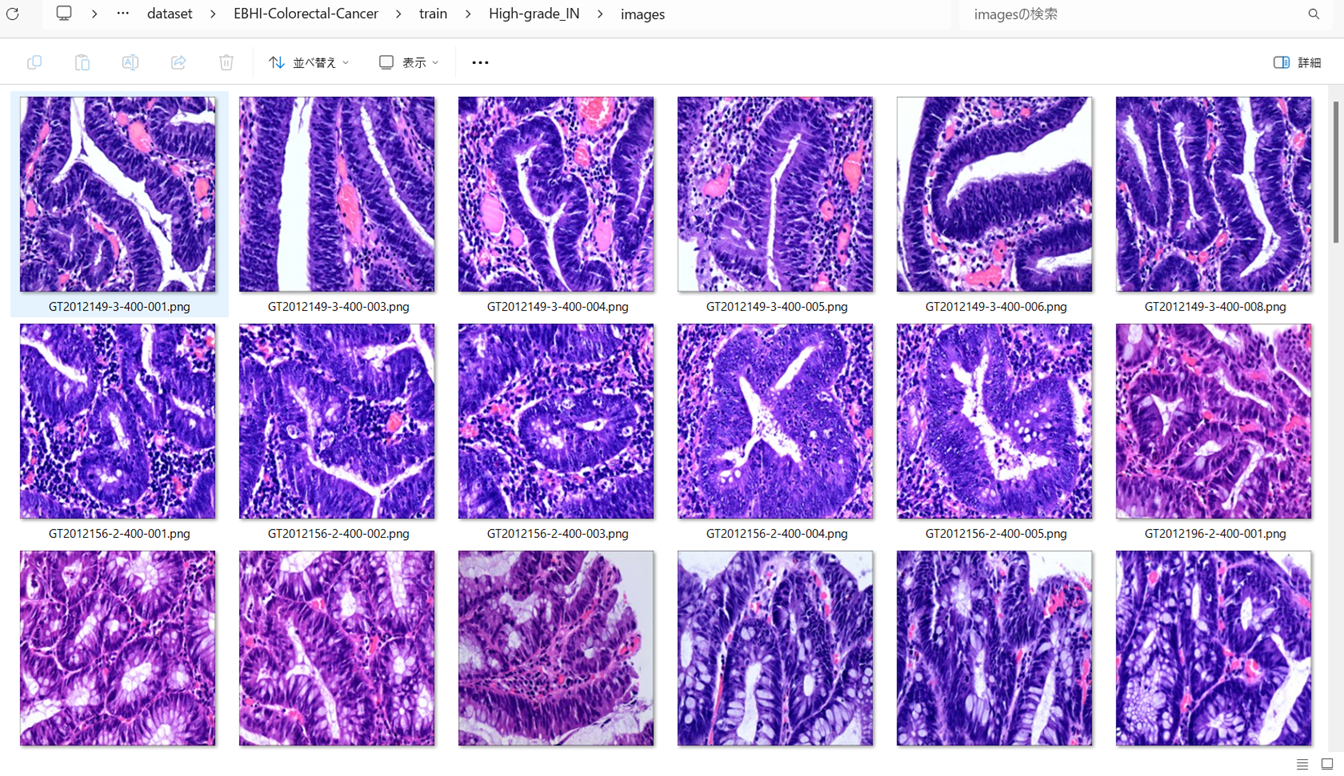 dataset > EBHI-Colorectal-Cancer > train > High-grade_IN > images
imagesの検索
並べ替え
表示
詳細
GT2012149-3-400-001.png
GT2012149-3-400-003.png
GT2012149-3-400-004.png
GT2012149-3-400-005.png
GT2012149-3-400-006.png
GT2012149-3-400-008.png
GT2012156-2-400-001.png
GT2012156-2-400-002.png
GT2012156-2-400-003.png
GT2012156-2-400-004.png
GT2012156-2-400-005.png
GT2012196-2-400-001.png